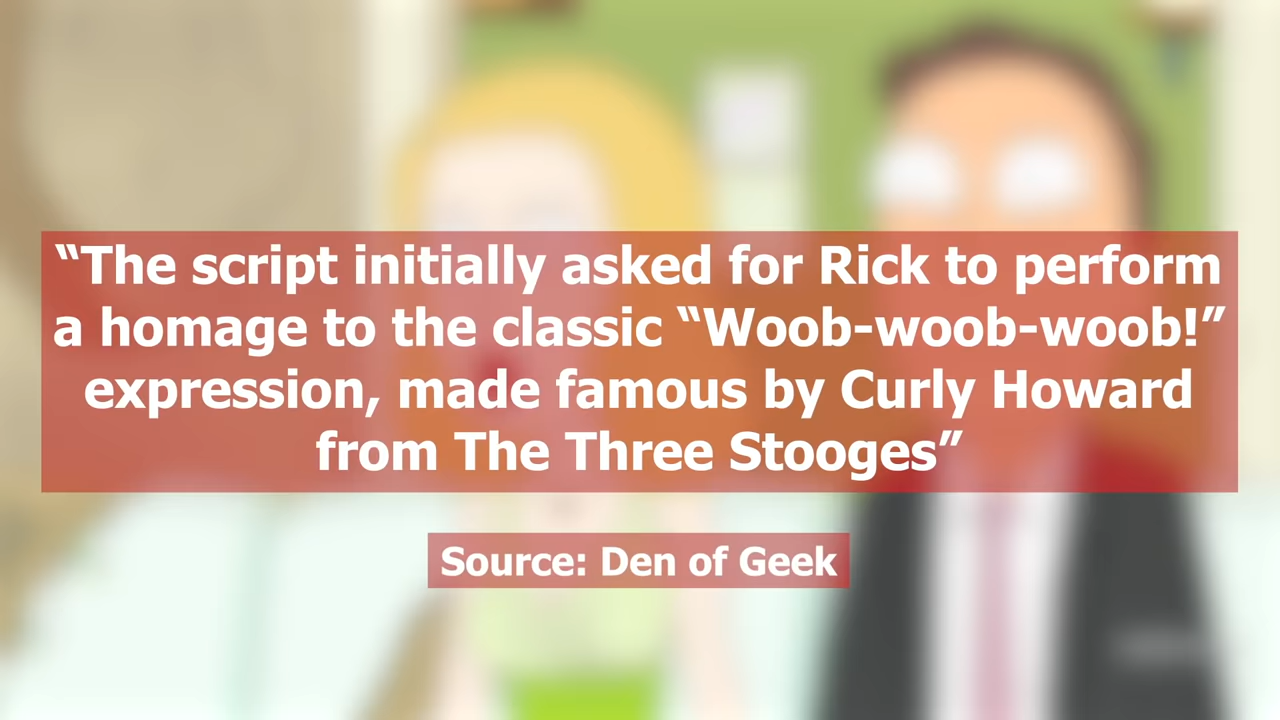 “The script initially asked for Rick to perform
a homage to the classic “Woob-woob-woob!”
expression, made famous by Curly Howard
from The Three Stooges”
Source: Den of Geek